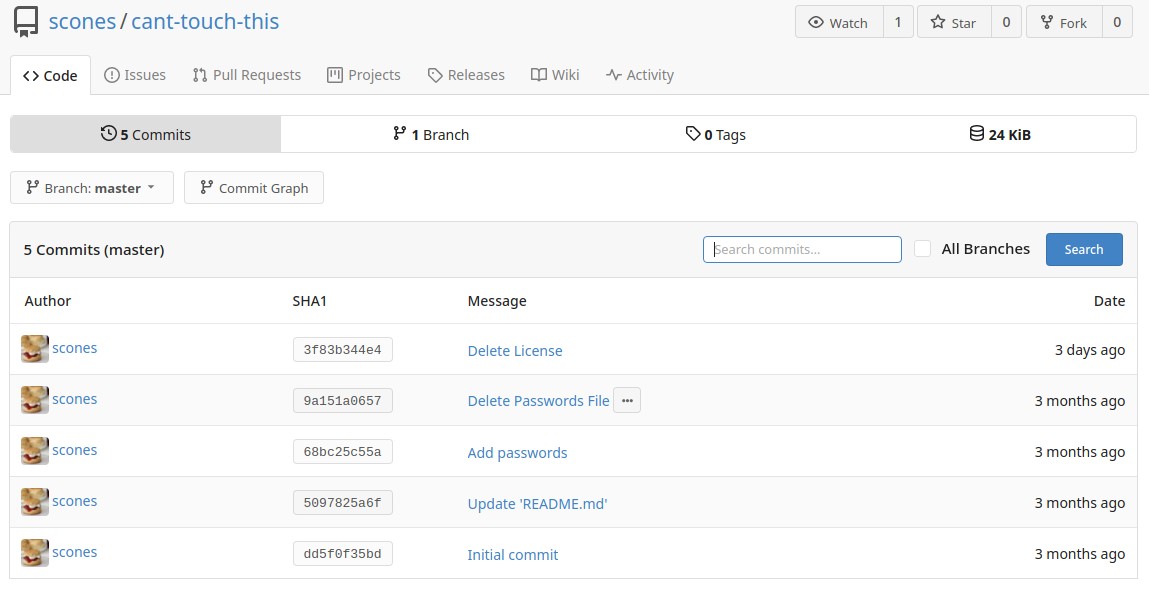 scones / cant-touch-this
Watch 1 Star 0 Fork 0
Code Issues Pull Requests Projects Releases Wiki Activity
5 Commits 1 Branch 0 Tags 24 KiB
Branch: master Commit Graph
5 Commits (master) Search commits... All Branches Search
Author SHA1 Message Date
scones 3f83b344e4 Delete License 3 days ago
scones 9a151a0657 Delete Passwords File ... 3 months ago
scones 68bc25c55a Add passwords 3 months ago
scones 5097825a6f Update 'README.md' 3 months ago
scones dd5f0f35bd Initial commit 3 months ago